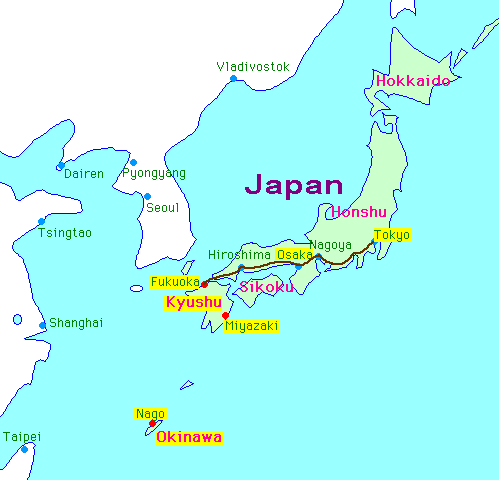 Vladivostok
Hokkaido
Dairen
Pyongyang
Japan
Seoul
Honshu
Tsingtao
Tokyo
Nagoya
Hiroshima
Osaka
Fukuoka
Sikoku
Kyushu
Shanghai
Miyazaki
Nago
Okinawa
Taipei